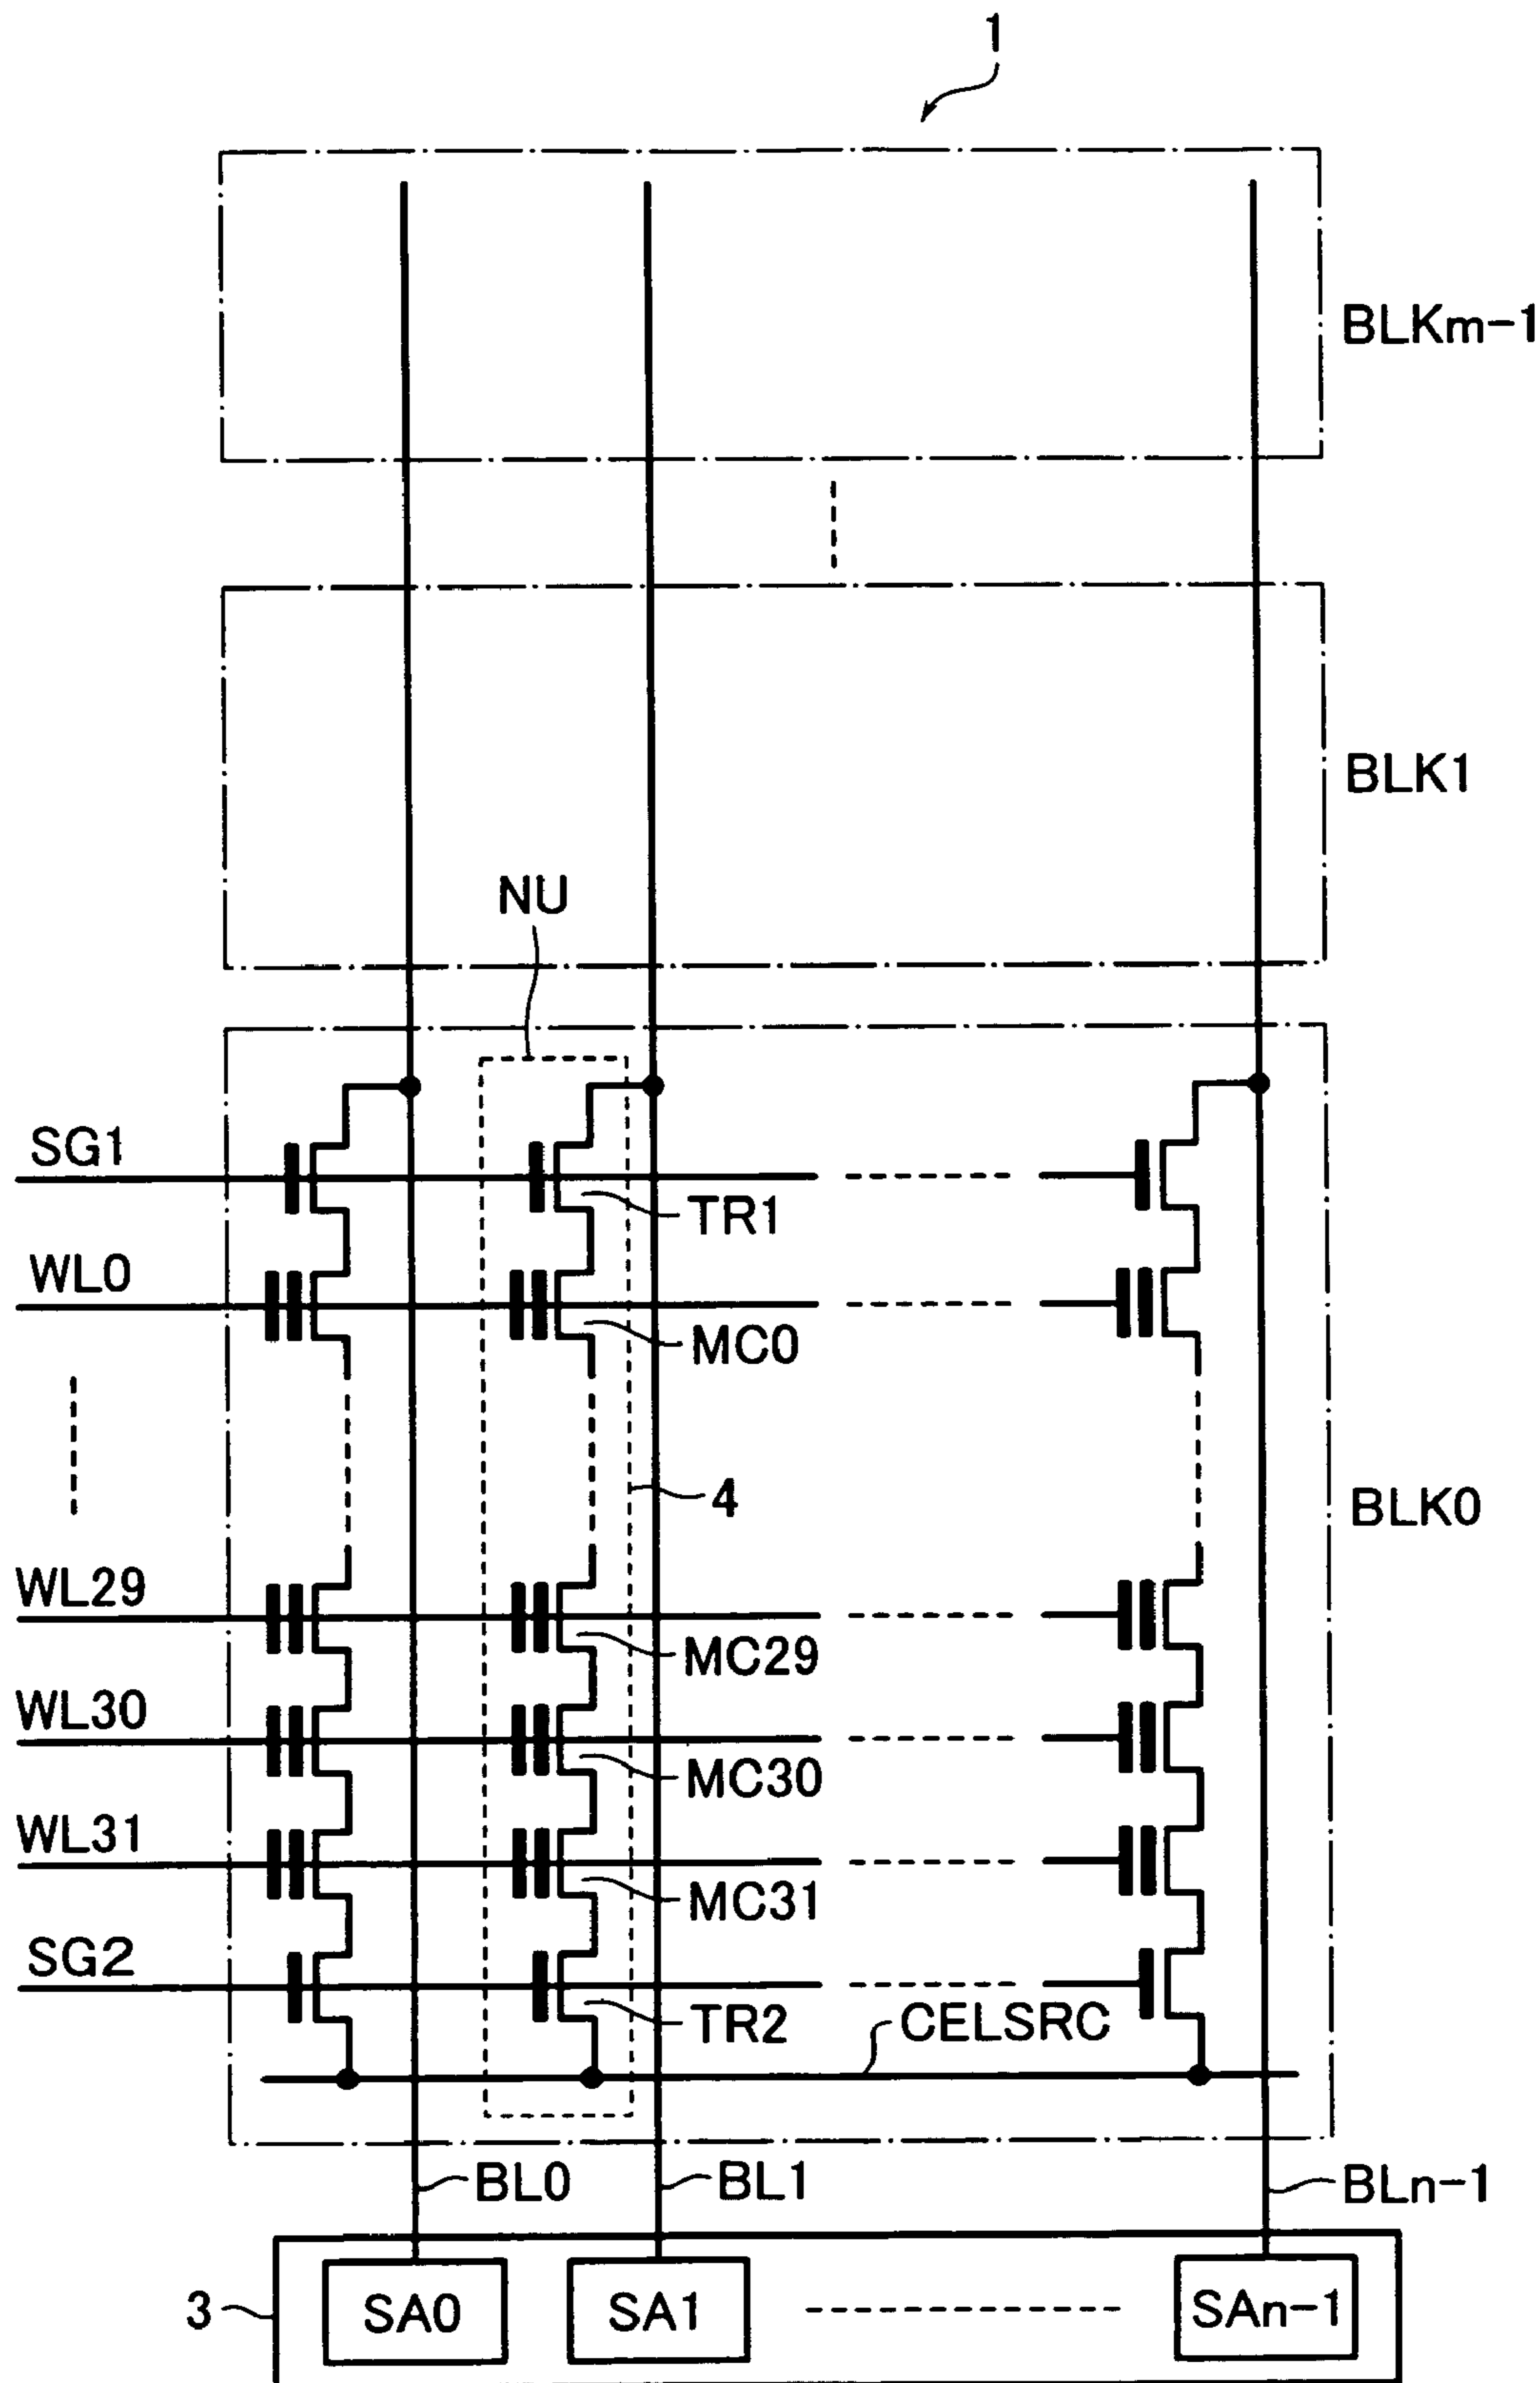 1
BLKm-1
BLK1
NU
SG1
TR1
WL0
MC0
4
BLK0
WL29
MC29
WL30
MC30
WL31
MC31
SG2
TR2
CELSRC
BL0
BL1
BLn-1
3
SA0
SA1
SAn-1